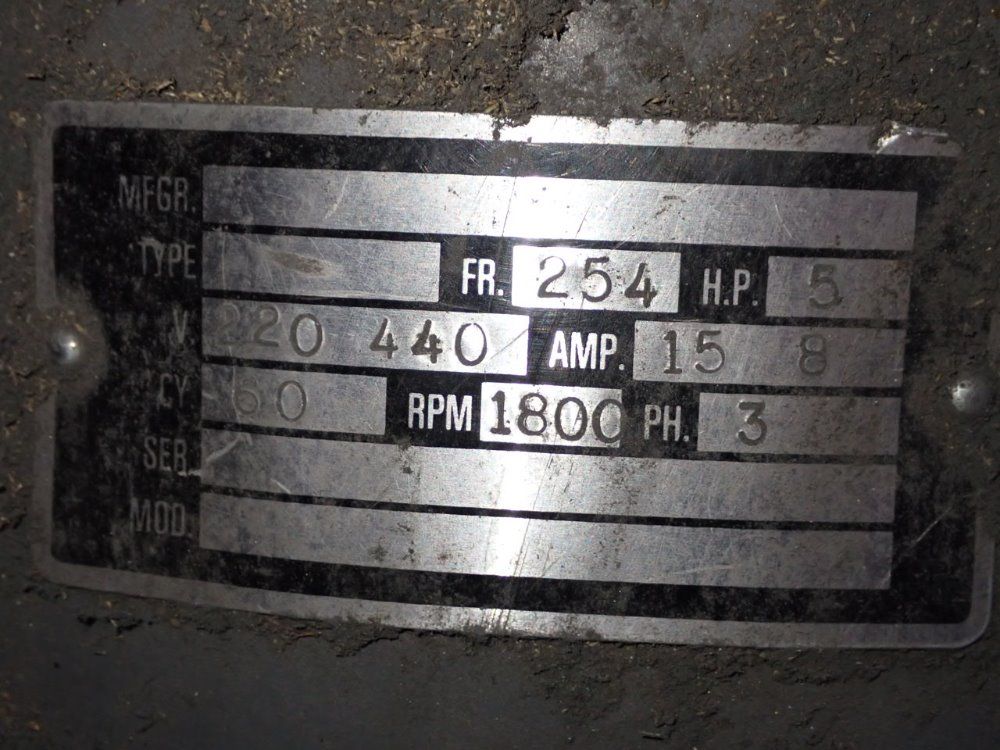 MFGR.
TYPE FR. 254 H.P. 5
V 220 440 AMP. 15 8
CY 60 RPM 1800 PH. 3
SER.
MOD.